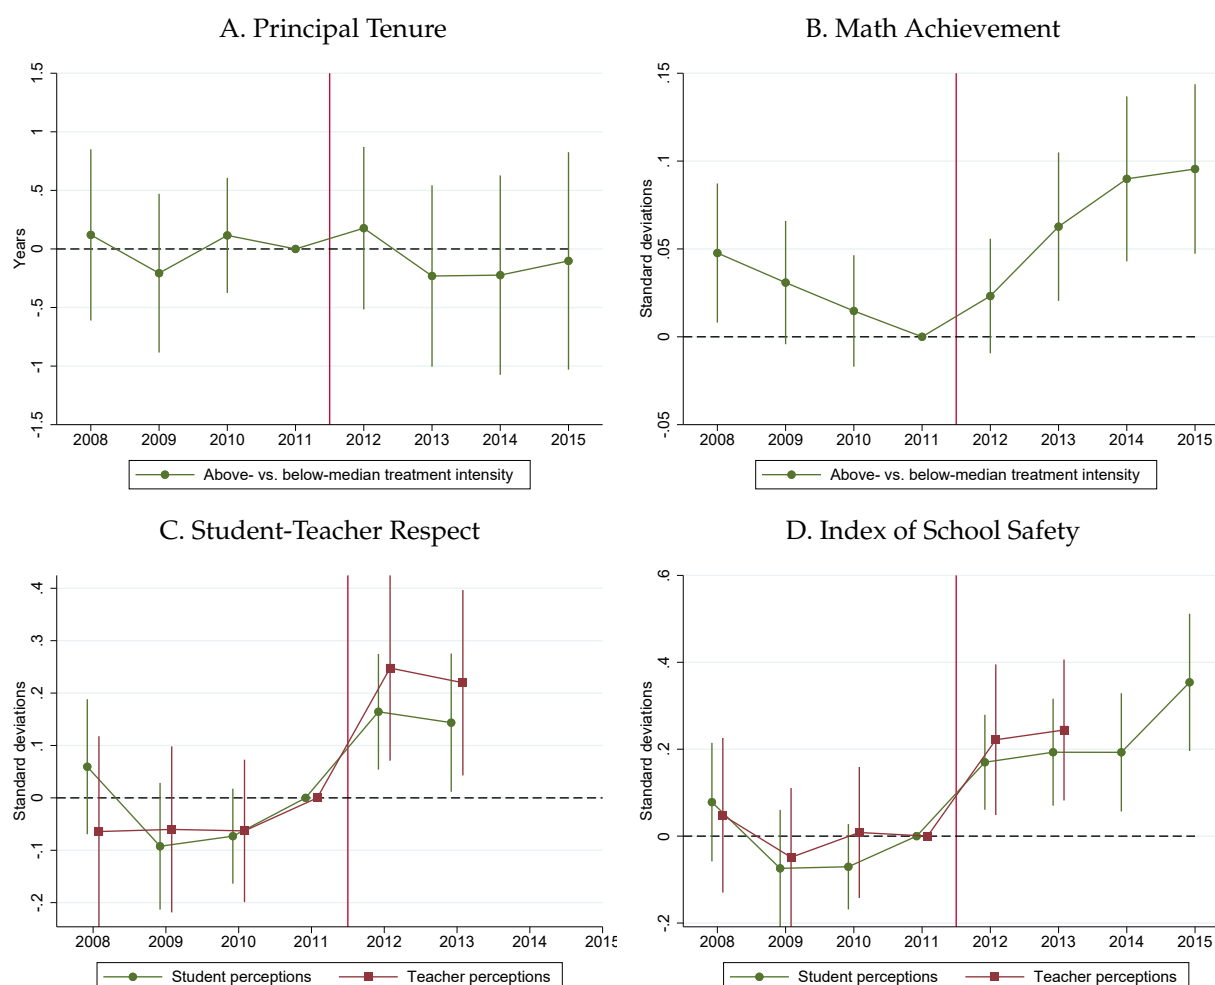 A. Principal Tenure
Years
1.5
1
.5
0
-.5
-1
-1.5
2008 2009 2010 2011 2012 2013 2014 2015
Above- vs. below-median treatment intensity
B. Math Achievement
Standard deviations
.15
.1
.05
0
-.05
2008 2009 2010 2011 2012 2013 2014 2015
Above- vs. below-median treatment intensity
C. Student-Teacher Respect
Standard deviations
.4
.3
.2
.1
0
-.1
-.2
2008 2009 2010 2011 2012 2013 2014 2015
Student perceptions Teacher perceptions
D. Index of School Safety
Standard deviations
.6
.4
.2
0
-.2
2008 2009 2010 2011 2012 2013 2014 2015
Student perceptions Teacher perceptions